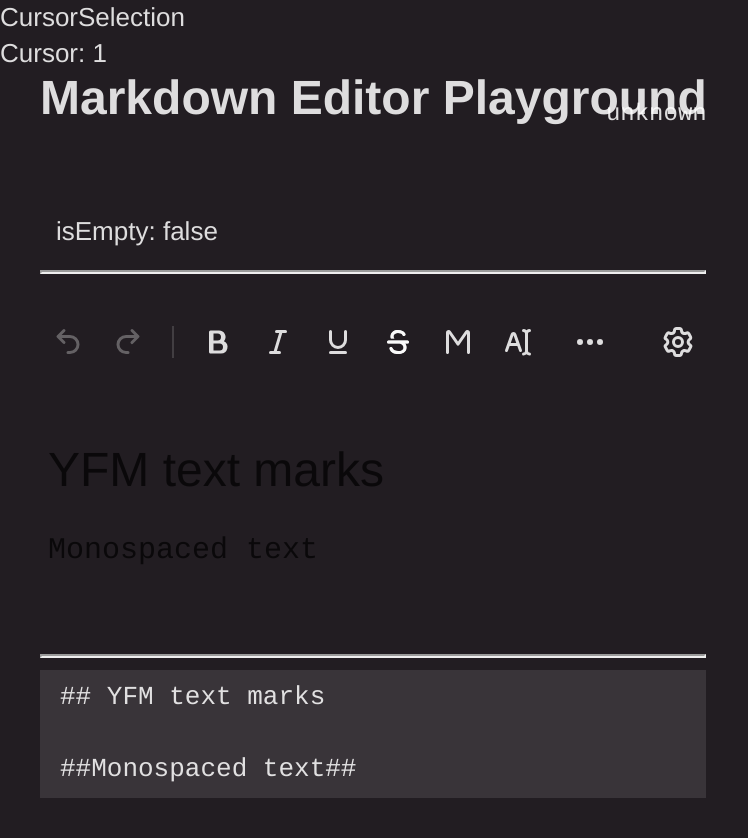 CursorSelection
Cursor: 1
Markdown Editor Playground
unknown
isEmpty: false
B I U S M AI
YFM text marks
Monospaced text
## YFM text marks
##Monospaced text##